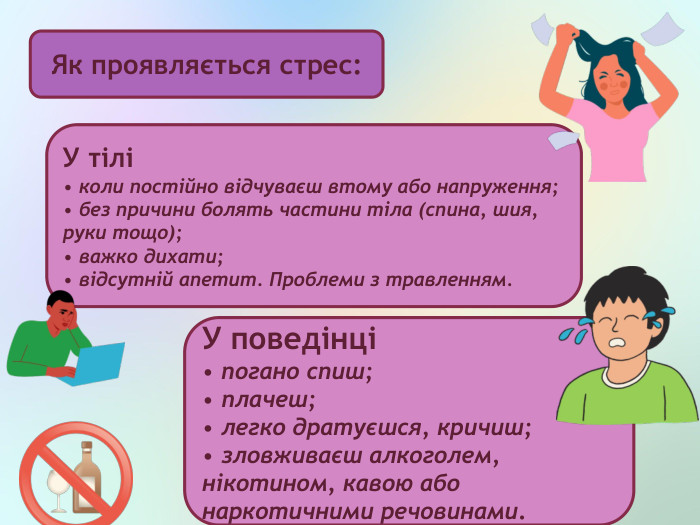 Як проявляється стрес:
У тілі
• коли постійно відчуваєш втому або напруження;
• без причини болять частини тіла (спина, шия,
руки тощо);
• важко дихати;
• відсутній апетит. Проблеми з травленням.
У поведінці
• погано спиш;
• плачеш;
• легко дратуєшся, кричиш;
• зловживаєш алкоголем,
нікотином, кавою або
наркотичними речовинами.